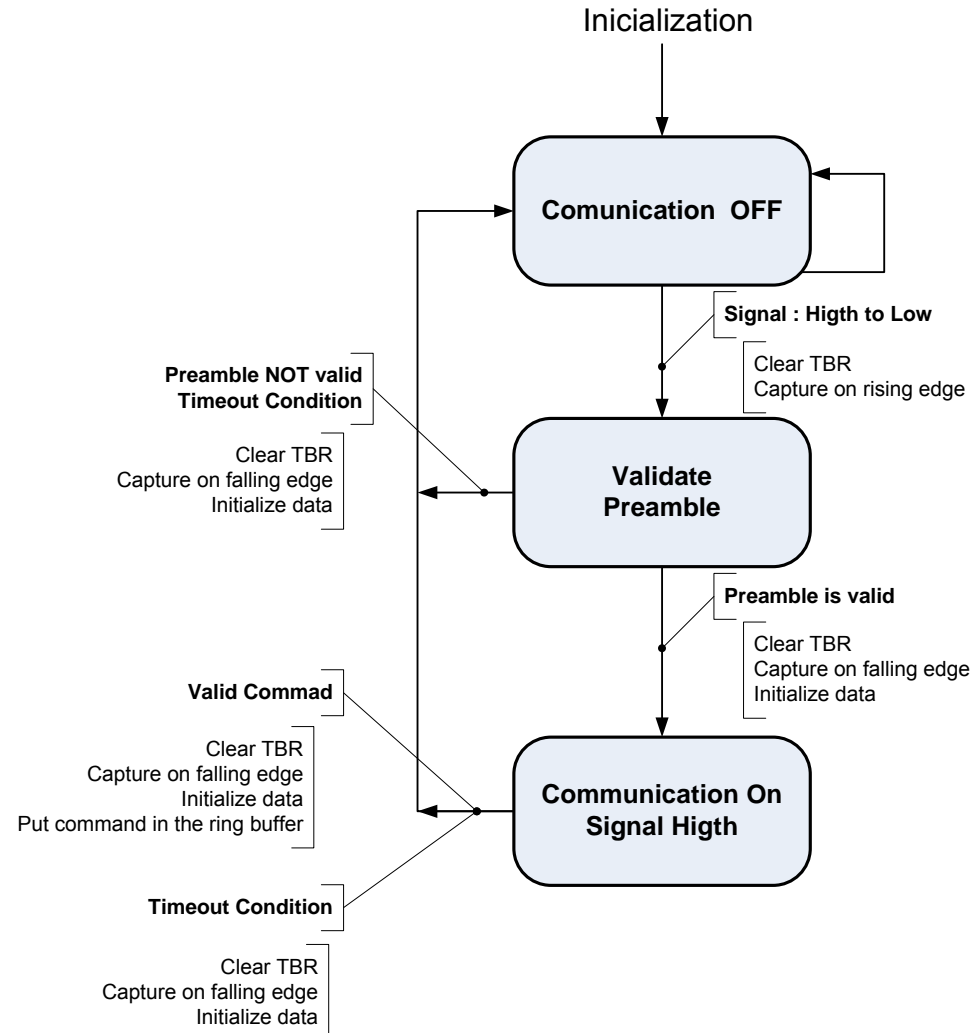 Inicialization
Comunication OFF
Signal : Higth to Low
Clear TBR
Capture on rising edge
Preamble NOT valid
Timeout Condition
Clear TBR
Capture on falling edge
Initialize data
Validate
Preamble
Preamble is valid
Clear TBR
Capture on falling edge
Initialize data
Valid Commad
Clear TBR
Capture on falling edge
Initialize data
Put command in the ring buffer
Communication On
Signal Higth
Timeout Condition
Clear TBR
Capture on falling edge
Initialize data